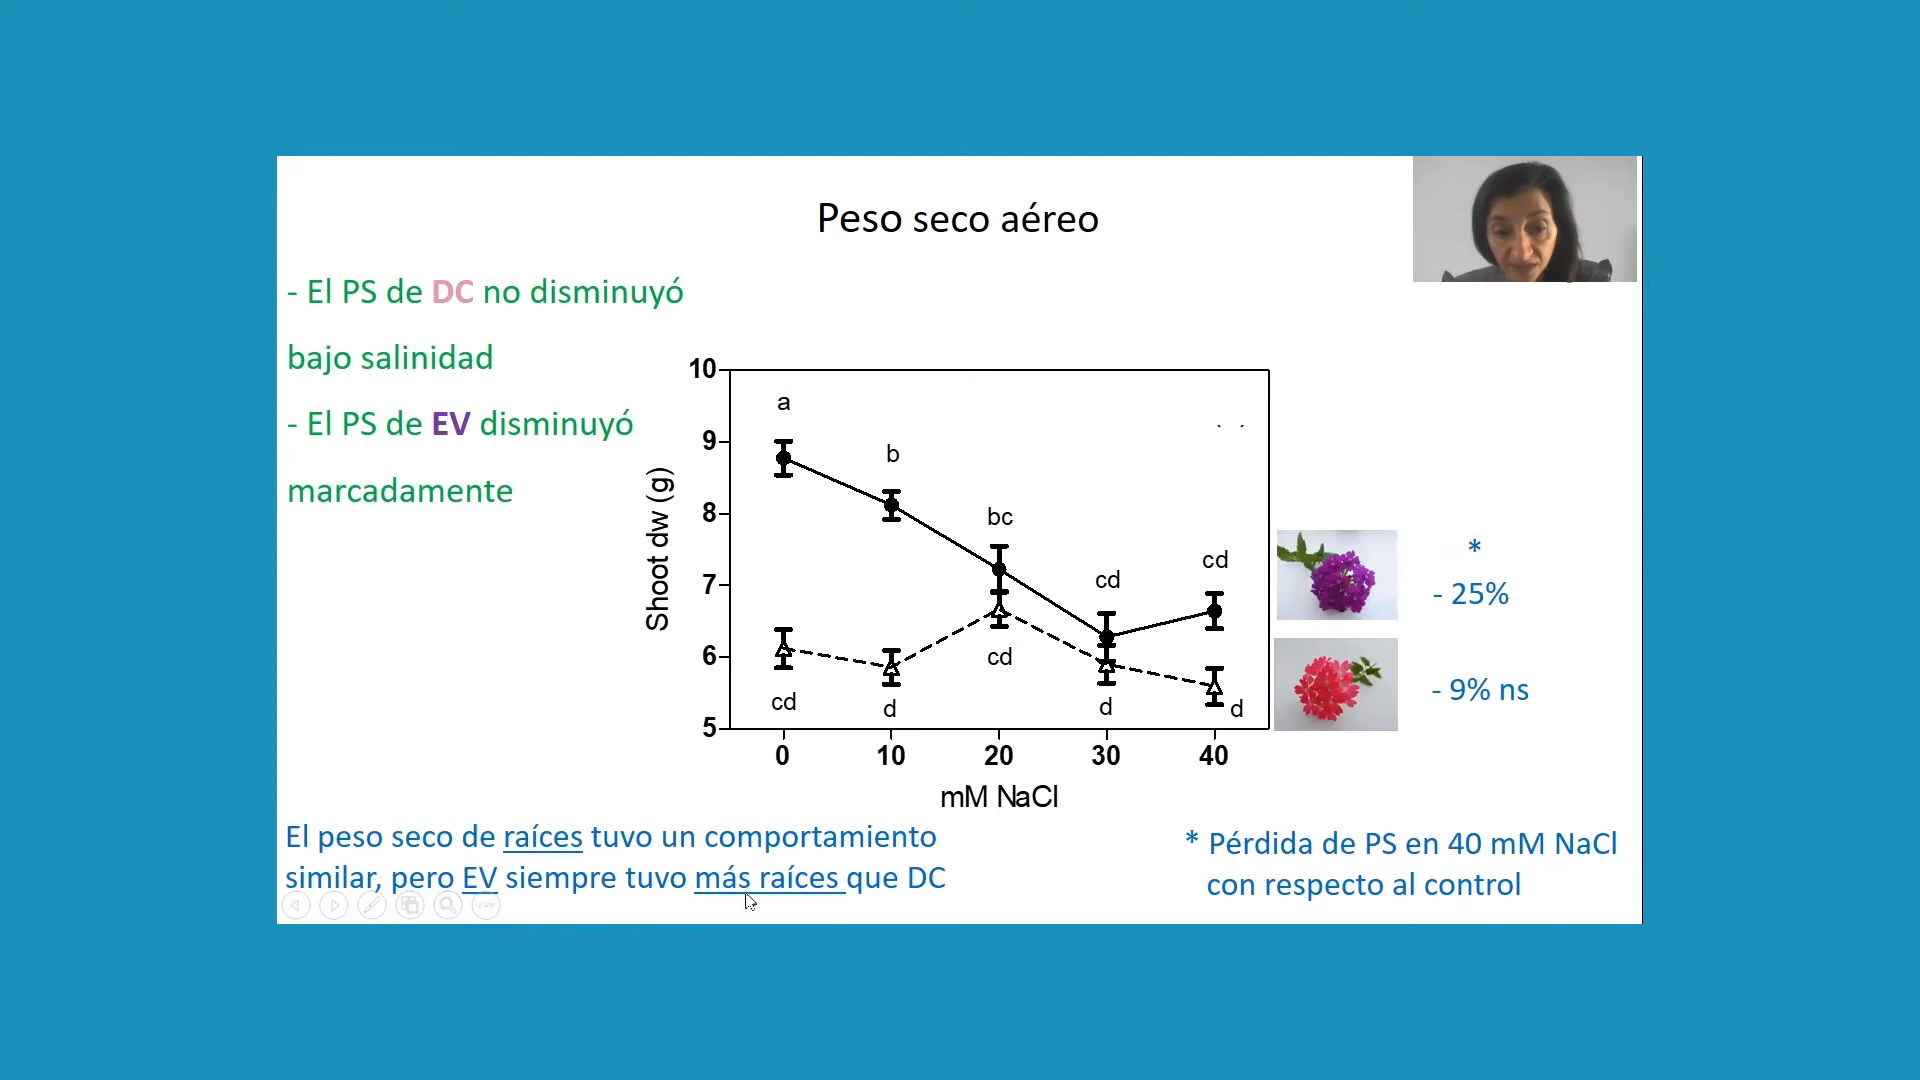 Peso seco aéreo
- El PS de DC no disminuyó
bajo salinidad
- El PS de EV disminuyó
marcadamente
10
9
8
7
6
5
Shoot dw (g)
a
b
bc
cd
cd
cd
d
cd
d
d
0 10 20 30 40
mM NaCl
*
- 25%
- 9% ns
El peso seco de raíces tuvo un comportamiento
similar, pero EV siempre tuvo más raíces que DC
* Pérdida de PS en 40 mM NaCl
con respecto al control